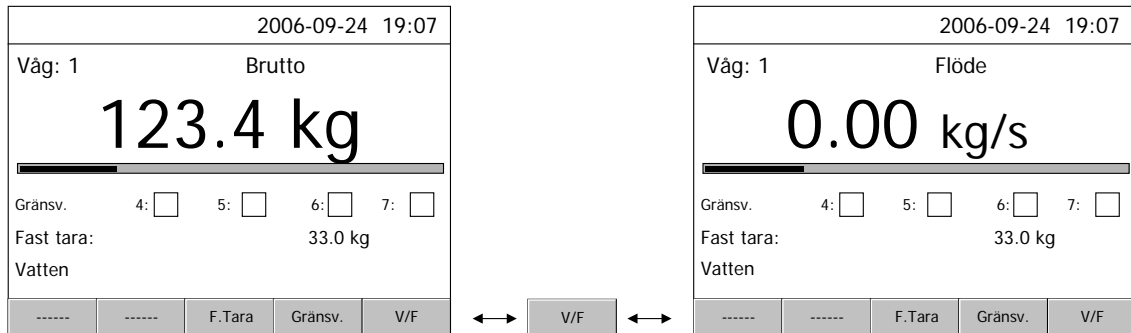 2006-09-24 19:07
Våg: 1 Brutto
123.4 kg
Gränsv. 4: 5: 6: 7:
Fast tara: 33.0 kg
Vatten
------ ------ F.Tara Gränsv. V/F
V/F
2006-09-24 19:07
Våg: 1 Flöde
0.00 kg/s
Gränsv. 4: 5: 6: 7:
Fast tara: 33.0 kg
Vatten
------ ------ F.Tara Gränsv. V/F